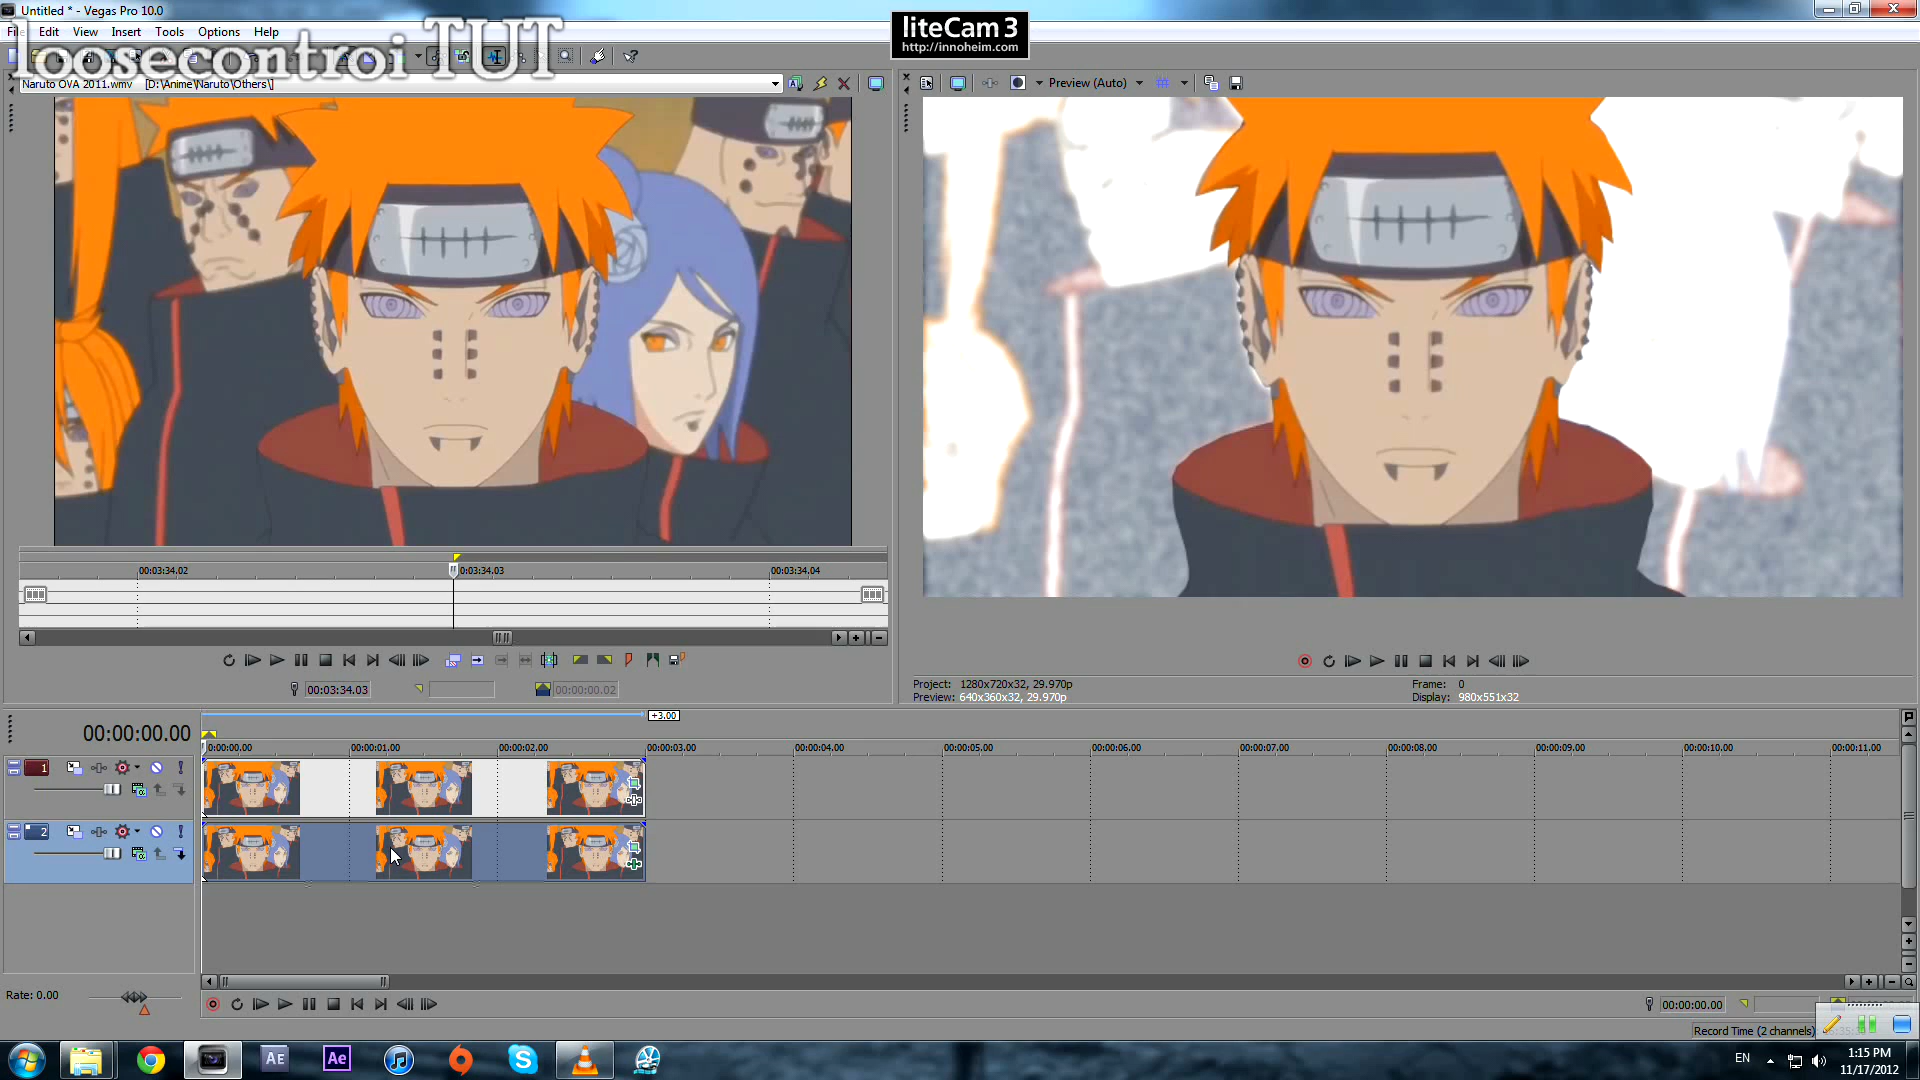 Untitled * - Vegas Pro 10.0
File Edit View Insert Tools Options Help
loosecontroi TUT
liteCam 3
http://innoheim.com
Naruto OVA 2011.wmv [D:\Anime\Naruto\Others\]
Preview (Auto)
00:03:34.02 00:03:34.03 00:03:34.04
00:03:34.03 00:00:00.02
Project: 1280x720x32, 29.970p Frame: 0
Preview: 640x360x32, 29.970p Display: 980x551x32
+3.00
00:00:00.00
00:00:00.00 00:00:01.00 00:00:02.00 00:00:03.00 00:00:04.00 00:00:05.00 00:00:06.00 00:00:07.00 00:00:08.00 00:00:09.00 00:00:10.00 00:00:11.00
1
2
Rate: 0.00
00:00:00.00
Record Time (2 channels):
AE Ae
EN
1:15 PM
11/17/2012